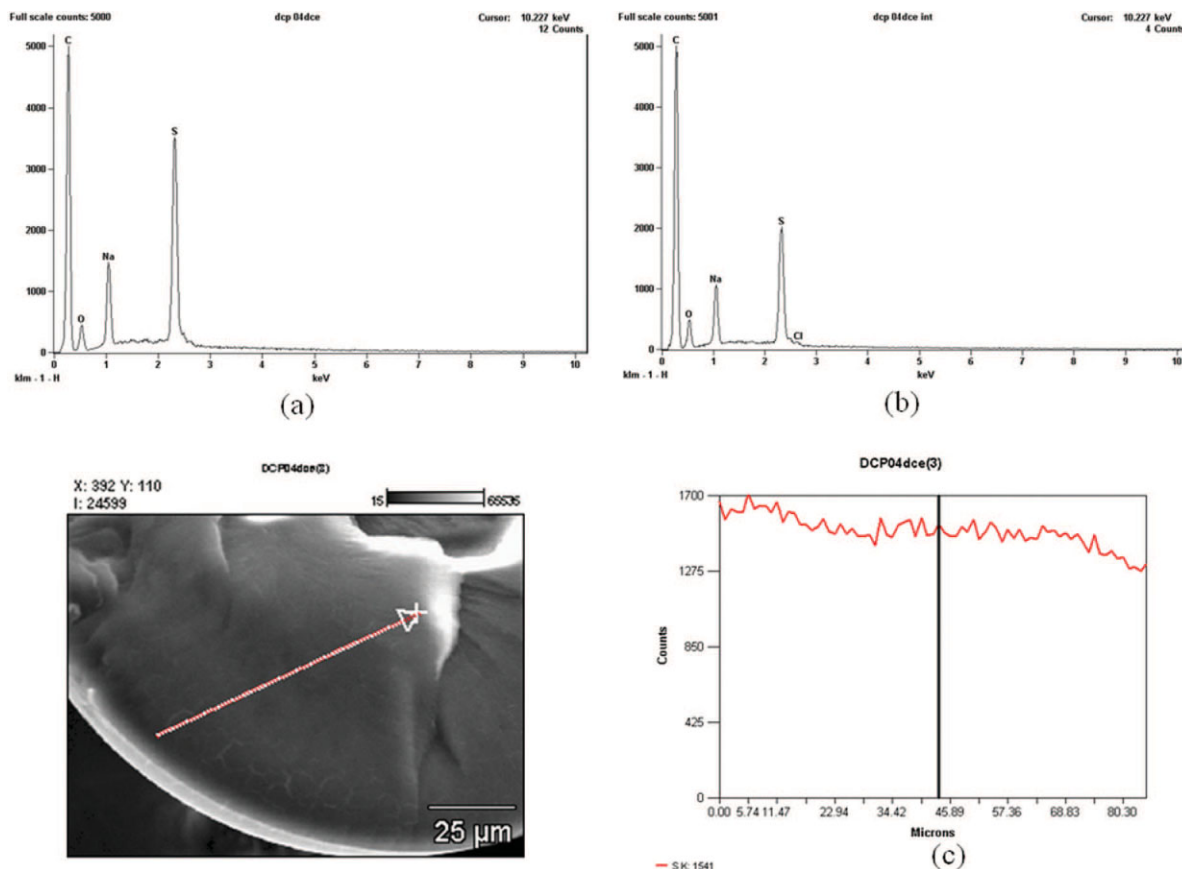 Full scale counts: 5000 dcp 04dce Cursor: 10.227 keV
12 Counts
C
5000
4000
S
3000
2000
Na
1000
O
0
0 1 2 3 4 5 6 7 8 9 10
klm - 1 - H keV
(a)
Full scale counts: 5001 dcp 04dce int Cursor: 10.227 keV
4 Counts
C
5000
4000
3000
S
2000
Na
1000
O
Cl
0
0 1 2 3 4 5 6 7 8 9 10
klm - 1 - H keV
(b)
X: 392 Y: 110
I: 24599
15 65535
25 µm
DCP04dce(3)
1700
1275
850
425
0
Counts
0.00 5.74 11.47 22.94 34.42 45.89 57.36 68.83 80.30
Microns
S K: 1541
(c)